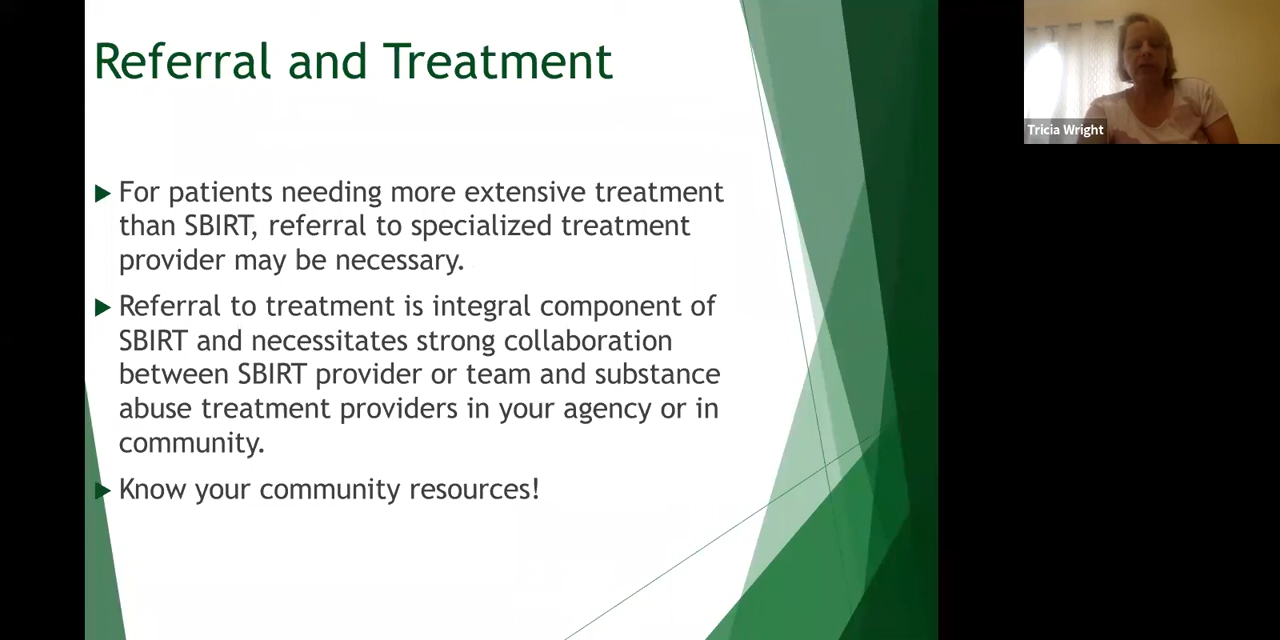 Referral and Treatment
For patients needing more extensive treatment
than SBIRT, referral to specialized treatment
provider may be necessary.
Referral to treatment is integral component of
SBIRT and necessitates strong collaboration
between SBIRT provider or team and substance
abuse treatment providers in your agency or in
community.
Know your community resources!
Tricia Wright